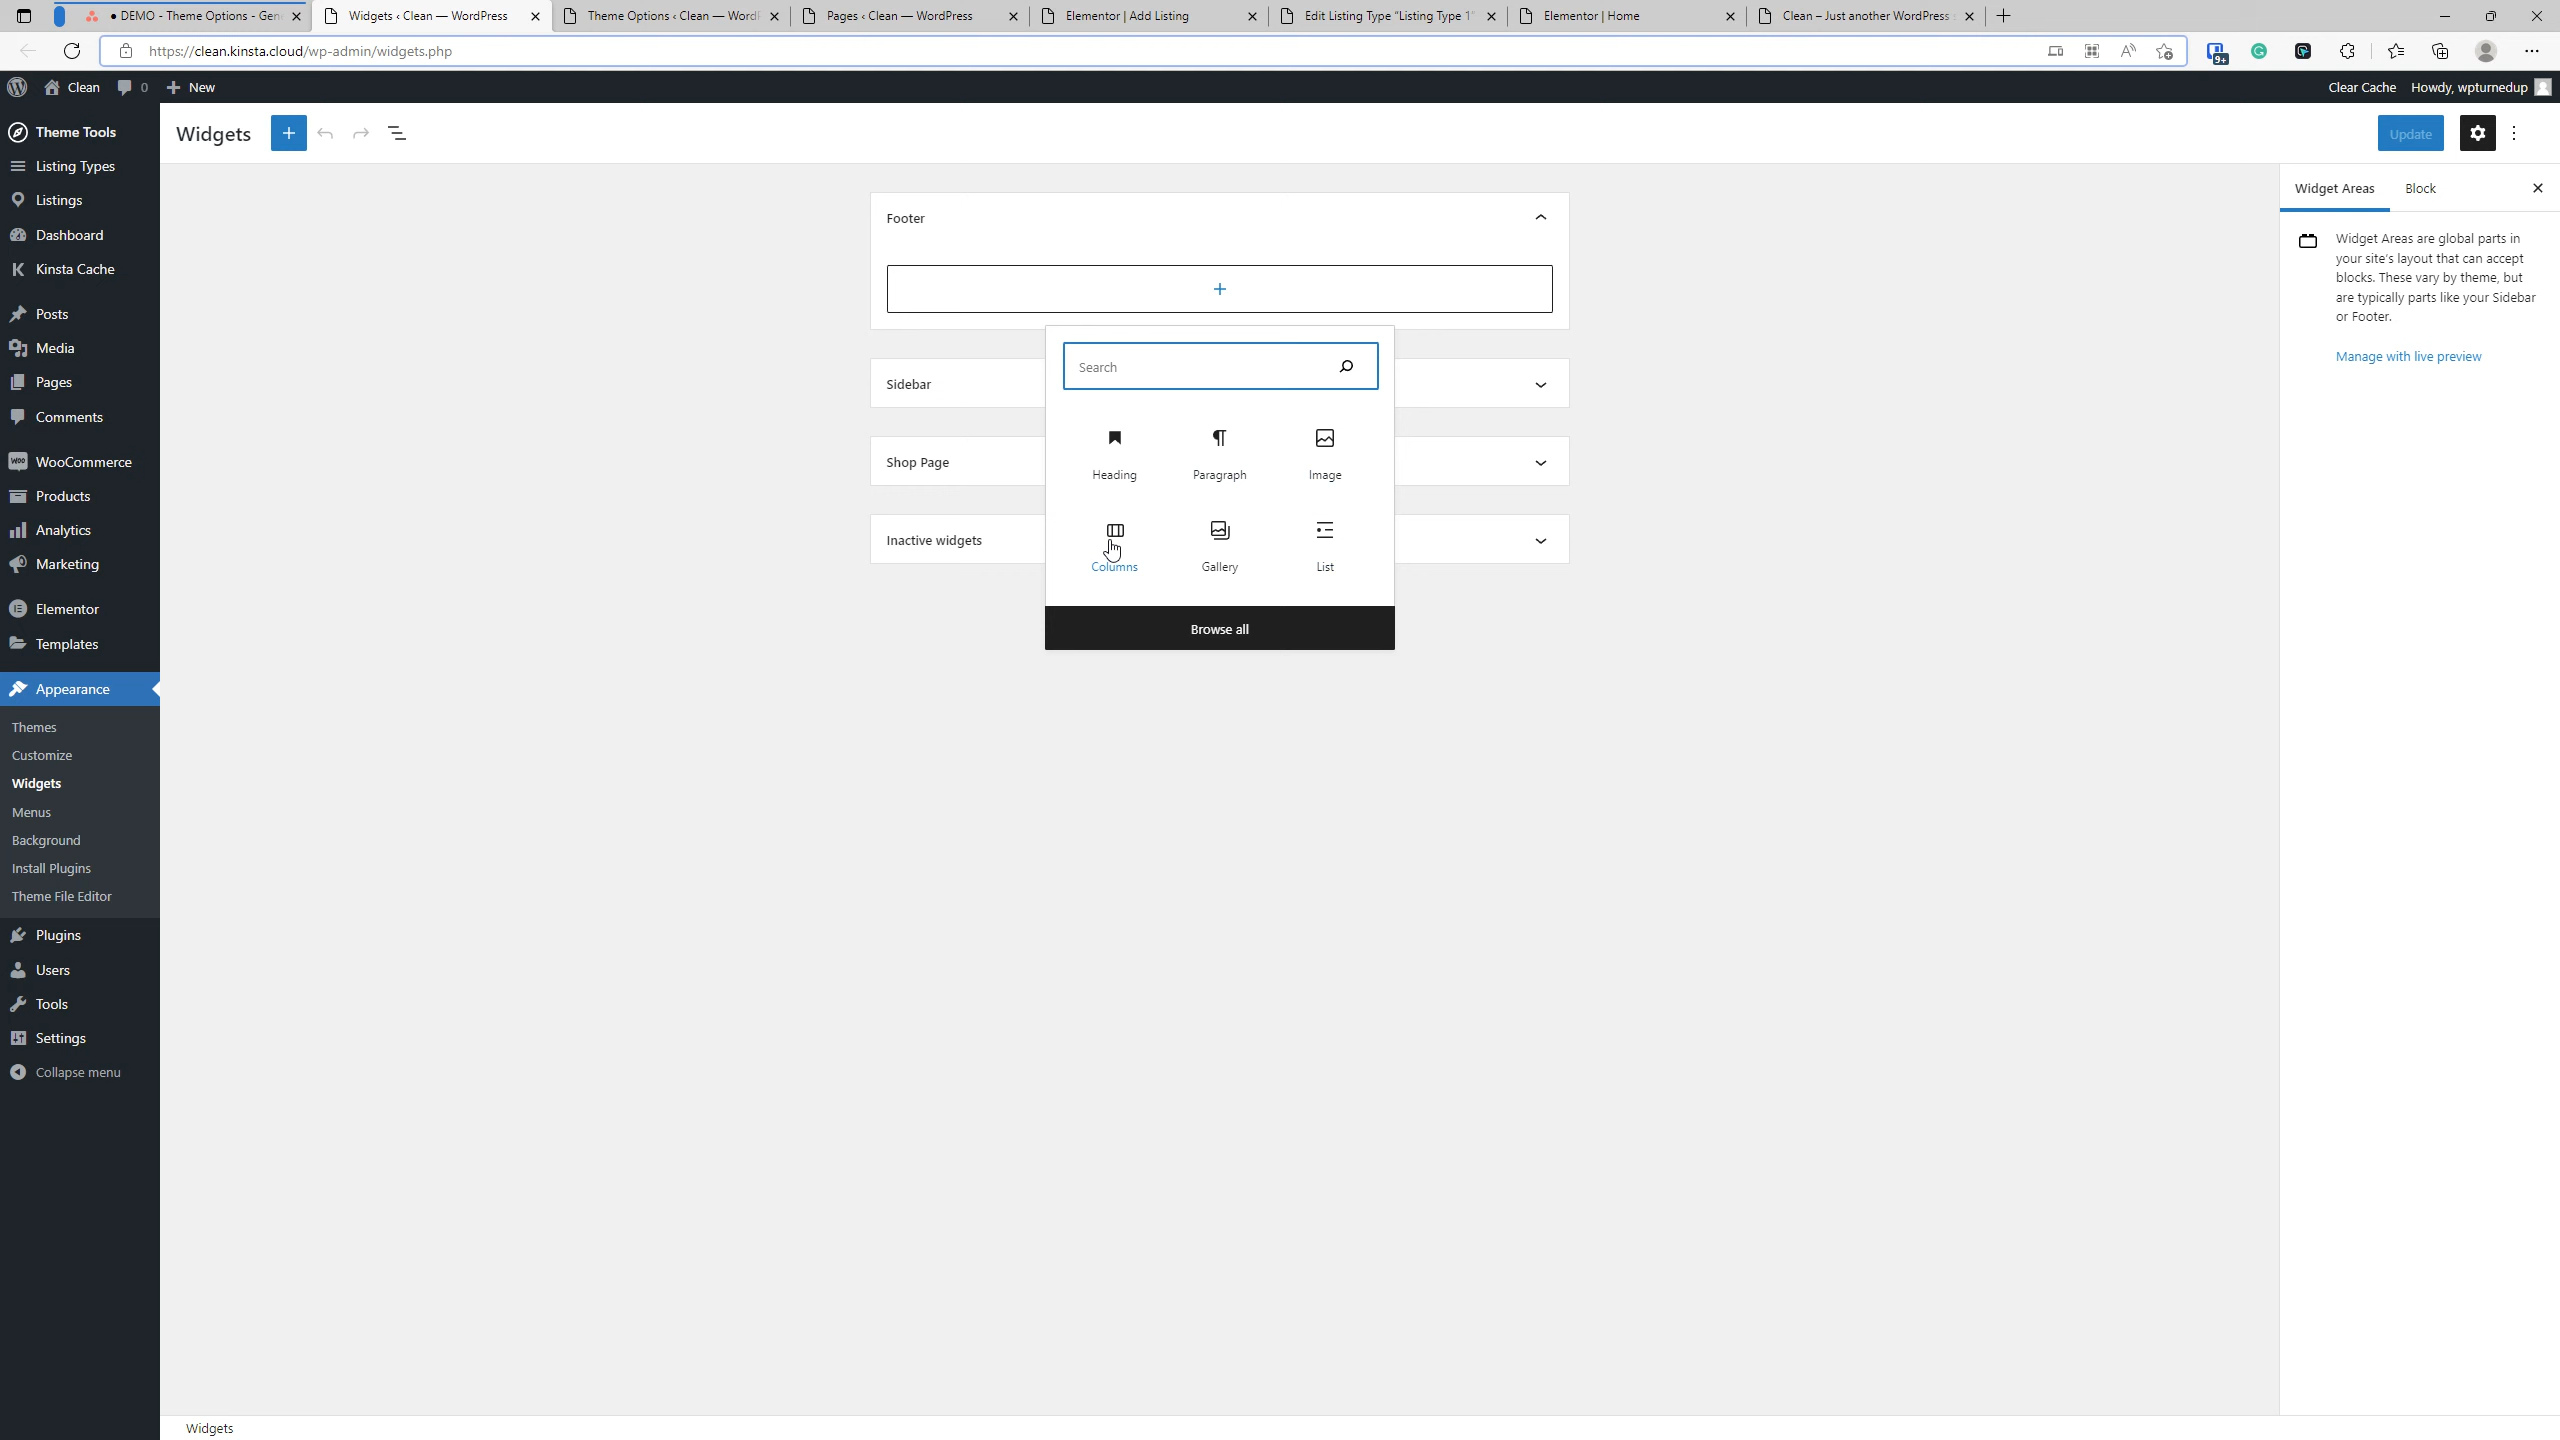 DEMO - Theme Options - Gen
Widgets ‹ Clean — WordPress
Theme Options ‹ Clean — Word
Pages ‹ Clean — WordPress
Elementor | Add Listing
Edit Listing Type "Listing Type 1"
Elementor | Home
Clean – Just another WordPress
https://clean.kinsta.cloud/wp-admin/widgets.php
9+
Clean
0
New
Clear Cache
Howdy, wpturnedup
Theme Tools
Listing Types
Listings
Dashboard
Kinsta Cache
Posts
Media
Pages
Comments
WooCommerce
Products
Analytics
Marketing
Elementor
Templates
Appearance
Themes
Customize
Widgets
Menus
Background
Install Plugins
Theme File Editor
Plugins
Users
Tools
Settings
Collapse menu
Widgets
Update
Footer
Search
Sidebar
Heading
Paragraph
Image
Shop Page
Columns
Gallery
List
Inactive widgets
Browse all
Widget Areas
Block
Widget Areas are global parts in
your site's layout that can accept
blocks. These vary by theme, but
are typically parts like your Sidebar
or Footer.
Manage with live preview
Widgets